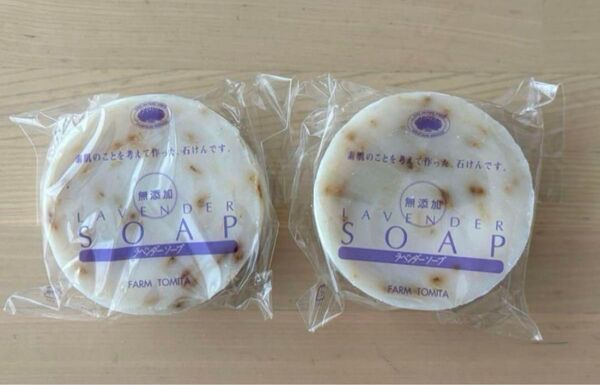 素肌のことを考えて作った、石けんです。
無添加
LAVENDER
SOAP
ラベンダーソープ
FARM TOMITA
素肌のことを考えて作った、石けんです。
無添加
LAVENDER
SOAP
ラベンダーソープ
FARM TOMITA